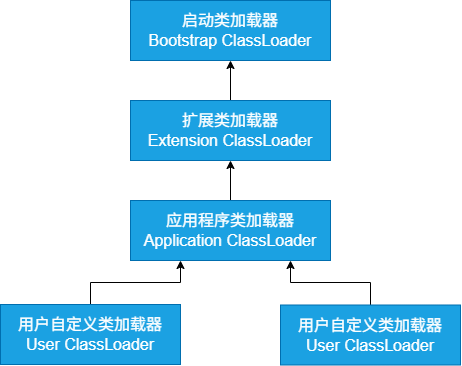 启动类加载器
Bootstrap ClassLoader
扩展类加载器
Extension ClassLoader
应用程序类加载器
Application ClassLoader
用户自定义类加载器
User ClassLoader
用户自定义类加载器
User ClassLoader